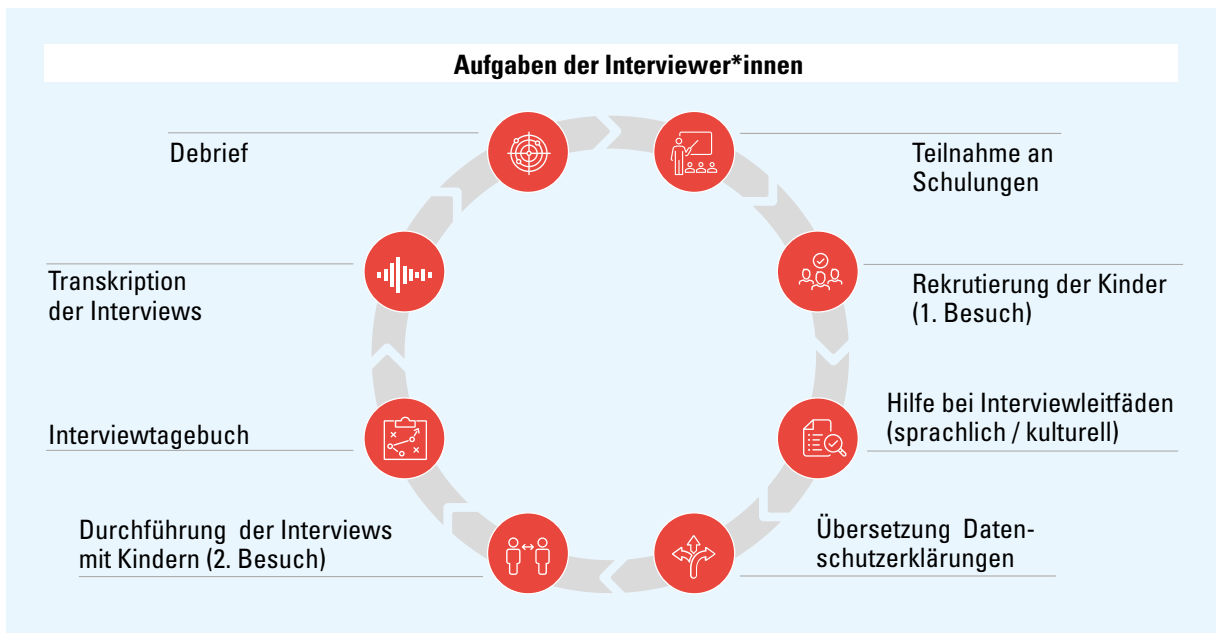 Aufgaben der Interviewer*innen
Debrief
Teilnahme an
Schulungen
Transkription
der Interviews
Rekrutierung der Kinder
(1. Besuch)
Interviewtagebuch
Hilfe bei Interviewleitfäden
(sprachlich / kulturell)
Durchführung der Interviews
mit Kindern (2. Besuch)
Übersetzung Daten-
schutzerklärungen